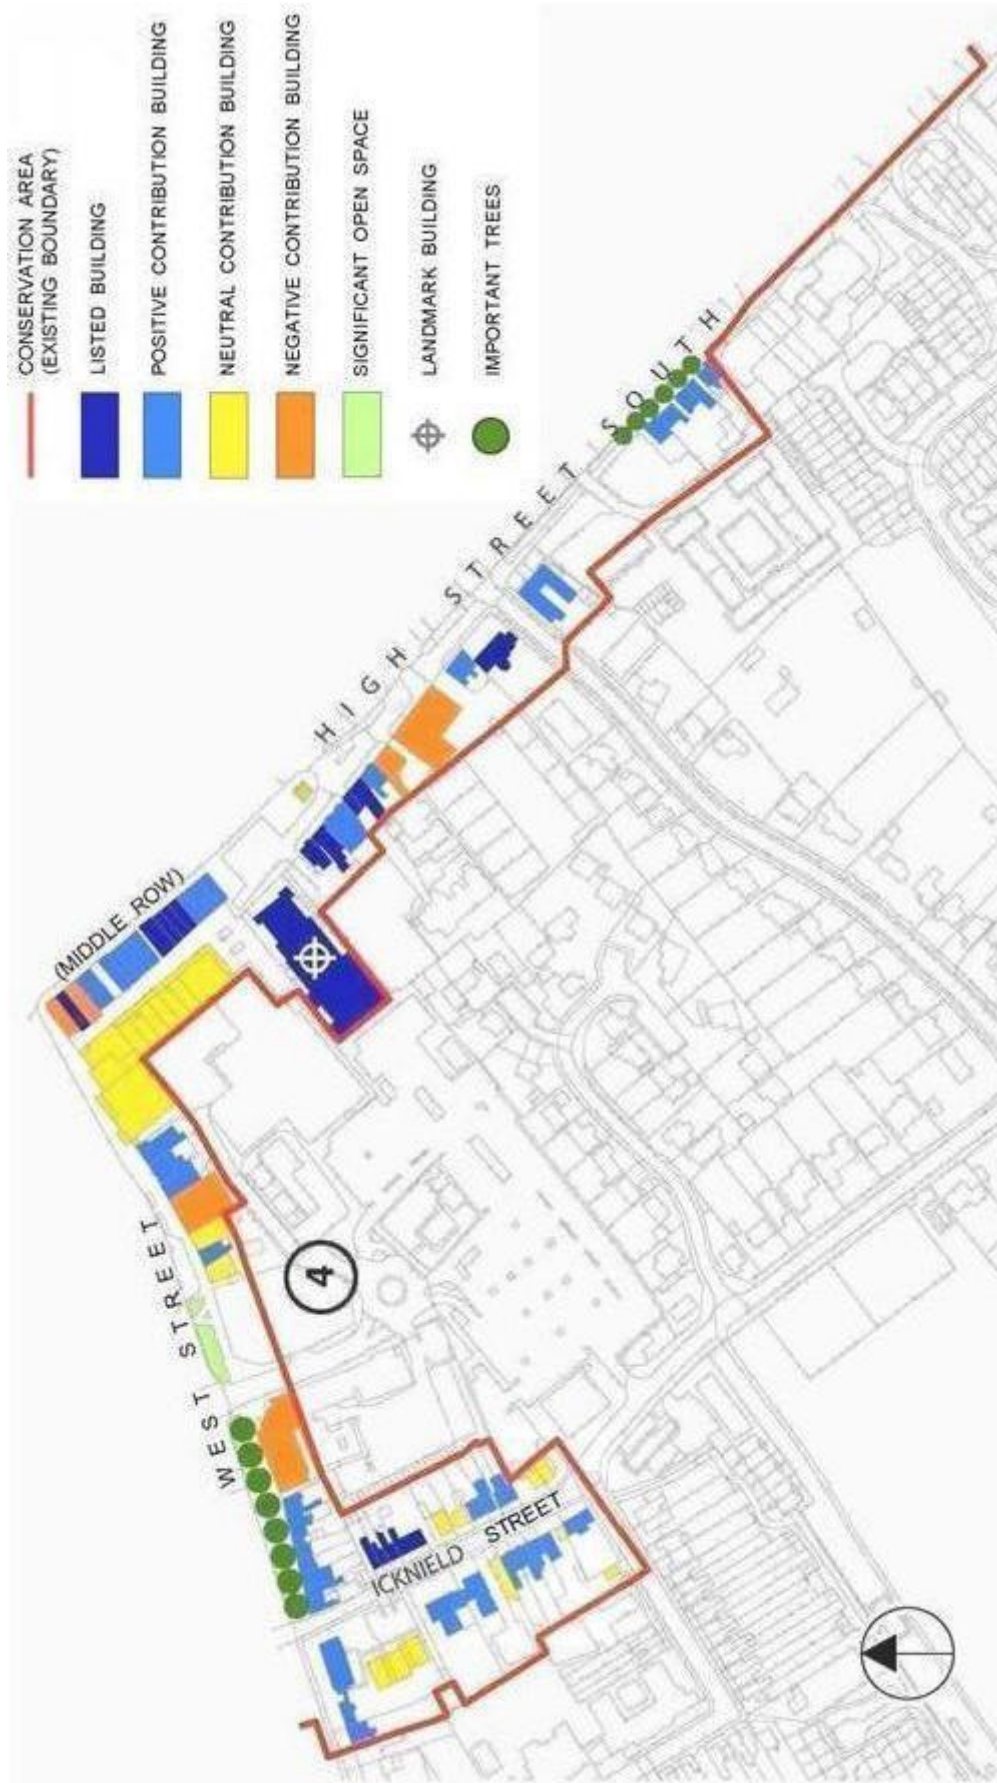 CONSERVATION AREA
(EXISTING BOUNDARY)
LISTED BUILDING
POSITIVE CONTRIBUTION BUILDING
NEUTRAL CONTRIBUTION BUILDING
NEGATIVE CONTRIBUTION BUILDING
SIGNIFICANT OPEN SPACE
LANDMARK BUILDING
IMPORTANT TREES
WEST STREET
(MIDDLE ROW)
HIGH STREET SOUTH
ICKNIELD STREET
4